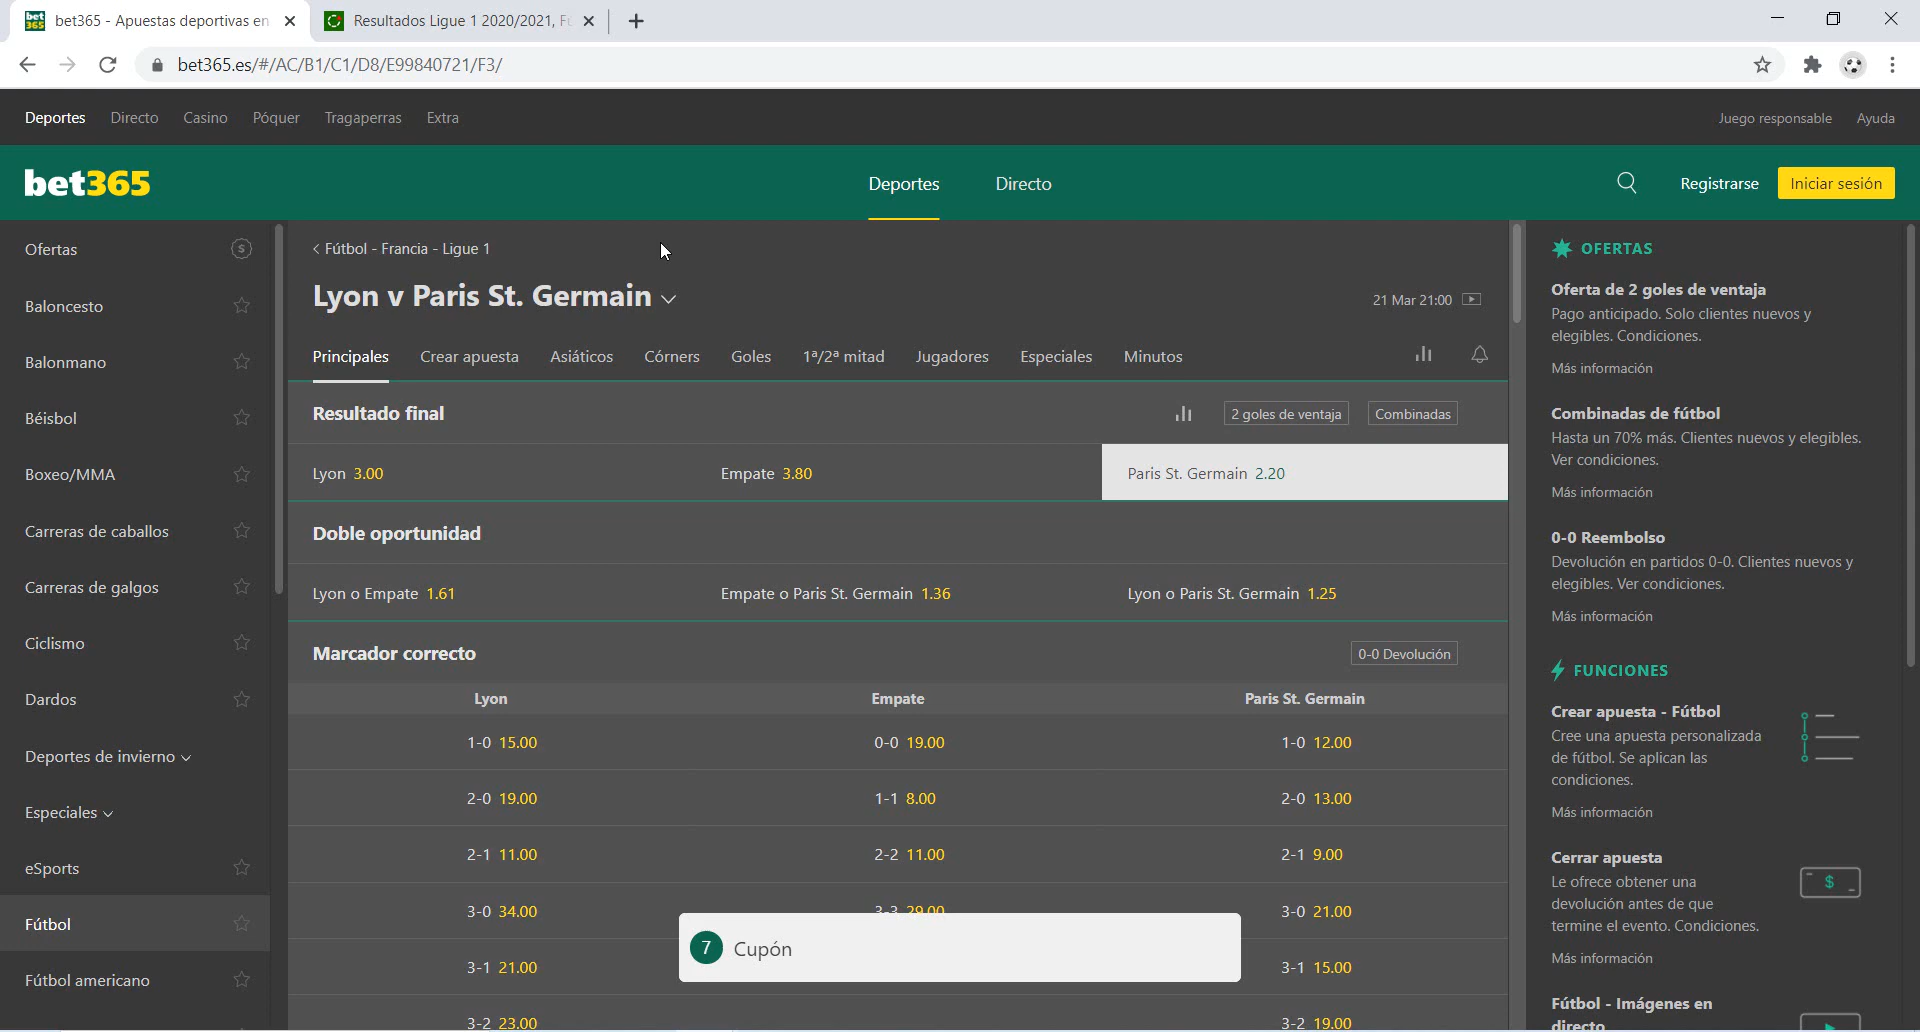 bet365 - Apuestas deportivas en
Resultados Ligue 1 2020/2021, Fú
bet365.es/#/AC/B1/C1/D8/E99840721/F3/
Deportes Directo Casino Póquer Tragaperras Extra
Juego responsable Ayuda
bet365
Deportes Directo
Registrarse Iniciar sesión
Ofertas
Baloncesto
Balonmano
Béisbol
Boxeo/MMA
Carreras de caballos
Carreras de galgos
Ciclismo
Dardos
Deportes de invierno
Especiales
eSports
Fútbol
Fútbol americano
< Fútbol - Francia - Ligue 1
Lyon v Paris St. Germain
21 Mar 21:00
Principales Crear apuesta Asiáticos Córners Goles 1ª/2ª mitad Jugadores Especiales Minutos
Resultado final
2 goles de ventaja Combinadas
Lyon 3.00 Empate 3.80 Paris St. Germain 2.20
Doble oportunidad
Lyon o Empate 1.61 Empate o Paris St. Germain 1.36 Lyon o Paris St. Germain 1.25
Marcador correcto
0-0 Devolución
Lyon Empate Paris St. Germain
1-0 15.00 0-0 19.00 1-0 12.00
2-0 19.00 1-1 8.00 2-0 13.00
2-1 11.00 2-2 11.00 2-1 9.00
3-0 34.00 3-3 29.00 3-0 21.00
3-1 21.00 3-1 15.00
3-2 23.00 3-2 19.00
7 Cupón
OFERTAS
Oferta de 2 goles de ventaja
Pago anticipado. Solo clientes nuevos y
elegibles. Condiciones.
Más información
Combinadas de fútbol
Hasta un 70% más. Clientes nuevos y elegibles.
Ver condiciones.
Más información
0-0 Reembolso
Devolución en partidos 0-0. Clientes nuevos y
elegibles. Ver condiciones.
Más información
FUNCIONES
Crear apuesta - Fútbol
Cree una apuesta personalizada
de fútbol. Se aplican las
condiciones.
Más información
Cerrar apuesta
Le ofrece obtener una
devolución antes de que
termine el evento. Condiciones.
Más información
Fútbol - Imágenes en
directo